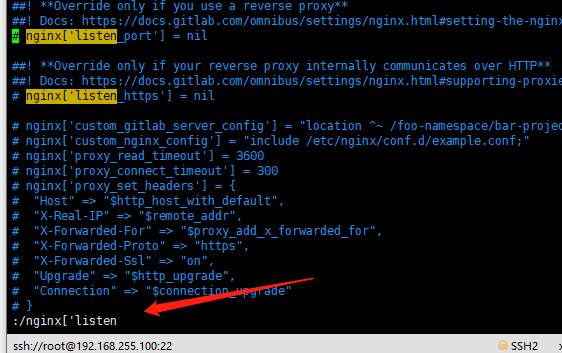 ##! **Override only if you use a reverse proxy**
##! Docs: https://docs.gitlab.com/omnibus/settings/nginx.html#setting-the-nginx
# nginx['listen_port'] = nil
##! **Override only if your reverse proxy internally communicates over HTTP**
##! Docs: https://docs.gitlab.com/omnibus/settings/nginx.html#supporting-proxie
# nginx['listen_https'] = nil
# nginx['custom_gitlab_server_config'] = "location ^~ /foo-namespace/bar-projec
# nginx['custom_nginx_config'] = "include /etc/nginx/conf.d/example.conf;"
# nginx['proxy_read_timeout'] = 3600
# nginx['proxy_connect_timeout'] = 300
# nginx['proxy_set_headers'] = {
#  "Host" => "$http_host_with_default",
#  "X-Real-IP" => "$remote_addr",
#  "X-Forwarded-For" => "$proxy_add_x_forwarded_for",
#  "X-Forwarded-Proto" => "https",
#  "X-Forwarded-Ssl" => "on",
#  "Upgrade" => "$http_upgrade",
#  "Connection" => "$connection_upgrade"
# }
:/nginx['listen
ssh://root@192.168.255.100:22 SSH2